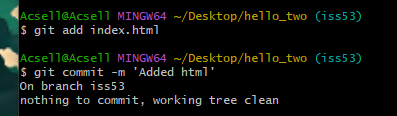 Acsell@Acsell MINGW64 ~/Desktop/hello_two (iss53)
$ git add index.html
Acsell@Acsell MINGW64 ~/Desktop/hello_two (iss53)
$ git commit -m 'Added html'
On branch iss53
nothing to commit, working tree clean